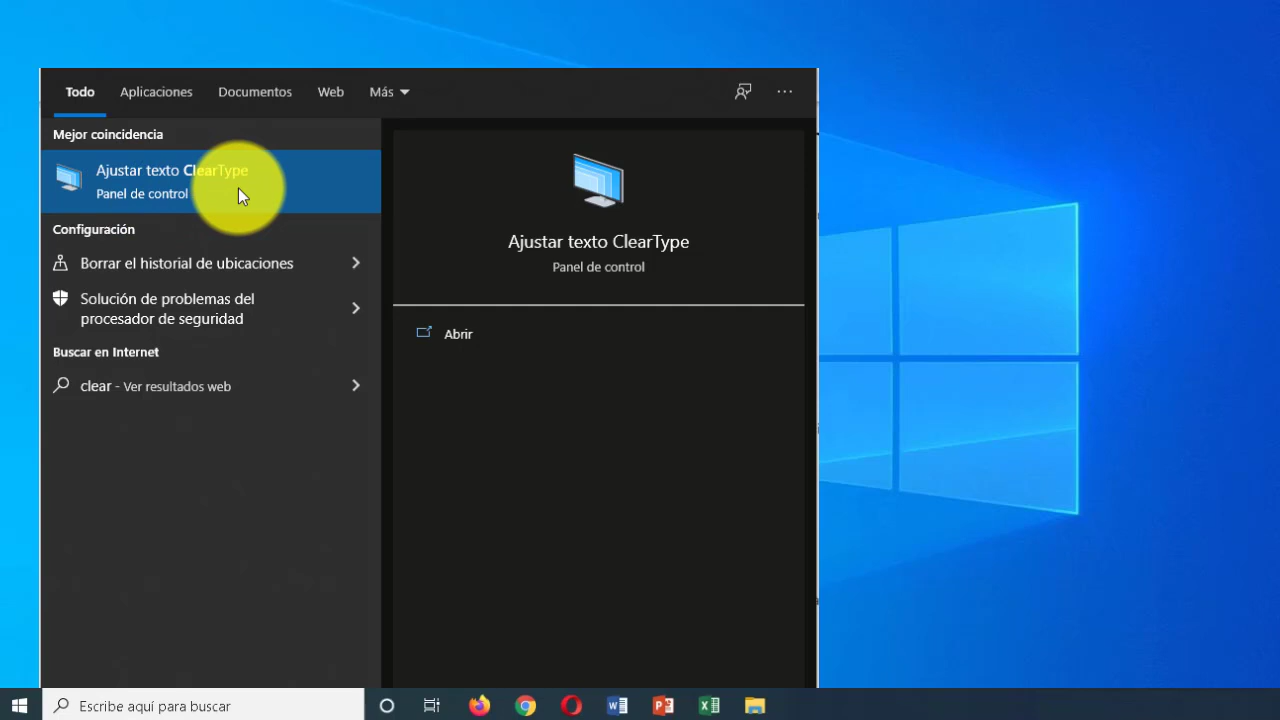 Todo Aplicaciones Documentos Web Más
Mejor coincidencia
Ajustar texto ClearType
Panel de control
Configuración
Borrar el historial de ubicaciones
Solución de problemas del
procesador de seguridad
Buscar en Internet
clear - Ver resultados web
Ajustar texto ClearType
Panel de control
Abrir
Escribe aquí para buscar